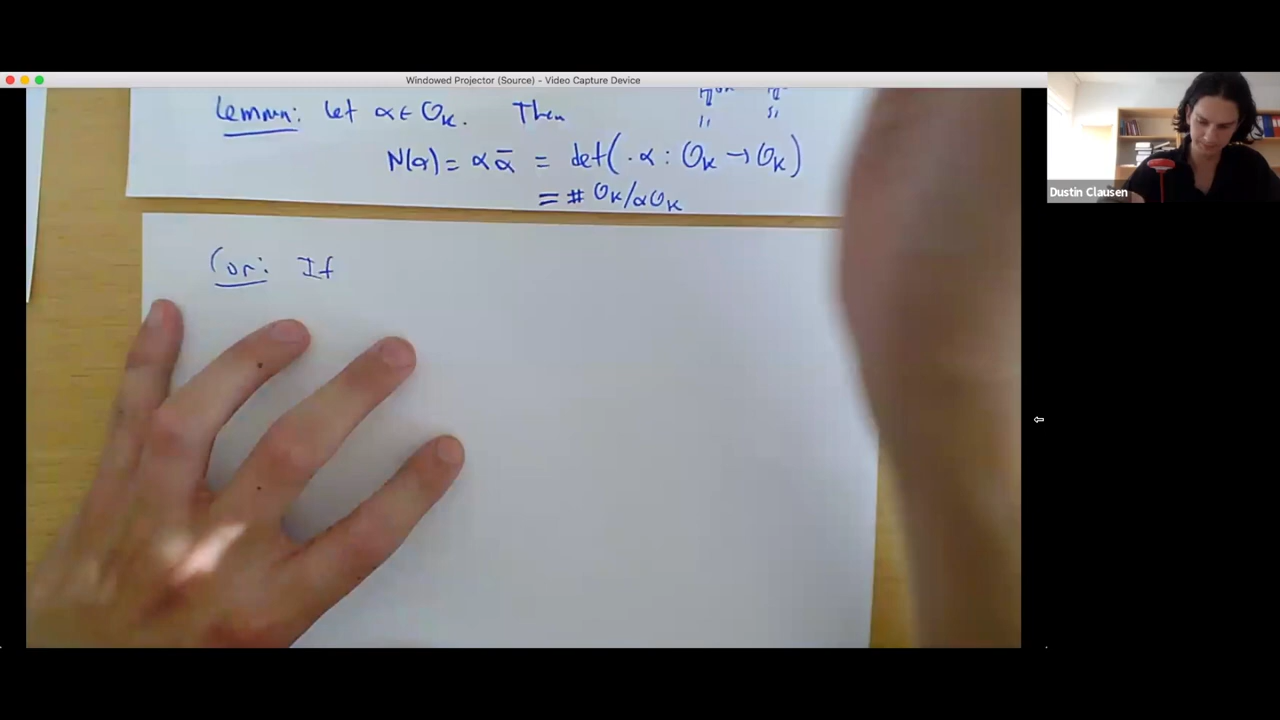 Windowed Projector (Source) - Video Capture Device
Lemma: Let α ∈ O_K. Then
N(α) = αᾱ = det(·α : O_K → O_K)
= # O_K/αO_K
Dustin Clausen
Cor: If